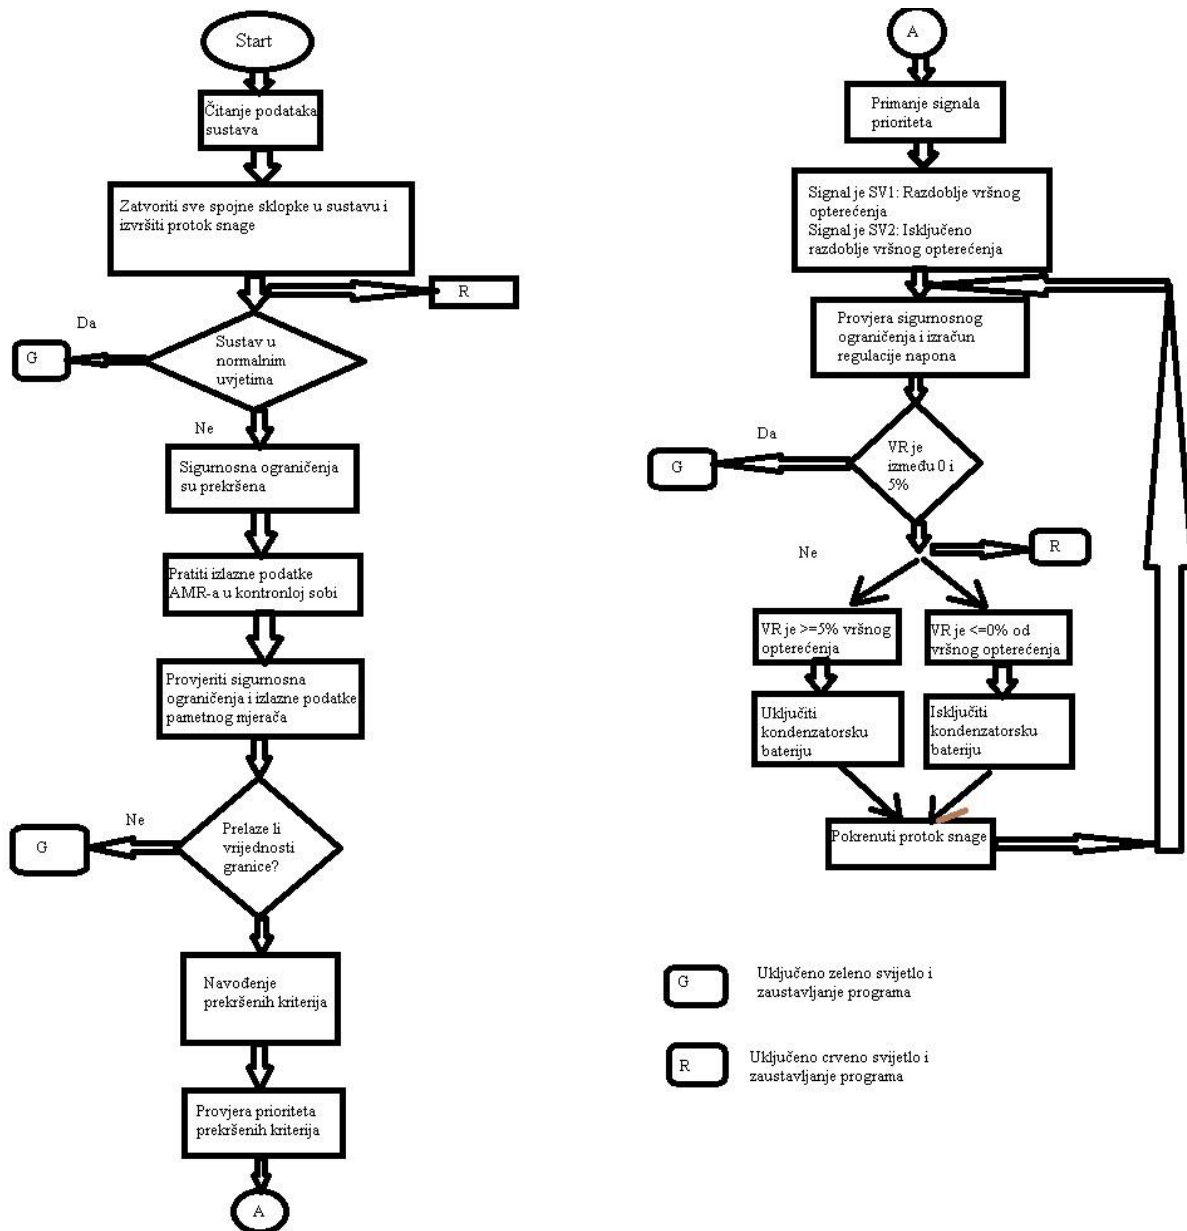 Start
Čitanje podataka
sustava
Zatvoriti sve spojne sklopke u sustavu i
izvršiti protok snage
R
Da
G
Sustav u
normalnim
uvjetima
Ne
Sigurnosna ograničenja
su prekršena
Pratiti izlazne podatke
AMR-a u kontronloj sobi
Provjeriti sigurnosna
ograničenja i izlazne podatke
pametnog mjerača
Ne
G
Prelaze li
vrijednosti
granice?
Navođenje
prekršenih kriterija
Provjera prioriteta
prekršenih kriterija
A
A
Primanje signala
prioriteta
Signal je SV1: Razdoblje vršnog
opterećenja
Signal je SV2: Isključeno
razdoblje vršnog opterećenja
Provjera sigurnosnog
ograničenja i izračun
regulacije napona
Da
G
VR je
između 0 i
5%
Ne
R
VR je >=5% vršnog
opterećenja
VR je <=0% od
vršnog opterećenja
Uključiti
kondenzatorsku
bateriju
Isključiti
kondenzatorsku
bateriju
Pokrenuti protok snage
G
Uključeno zeleno svijetlo i
zaustavljanje programa
R
Uključeno crveno svijetlo i
zaustavljanje programa